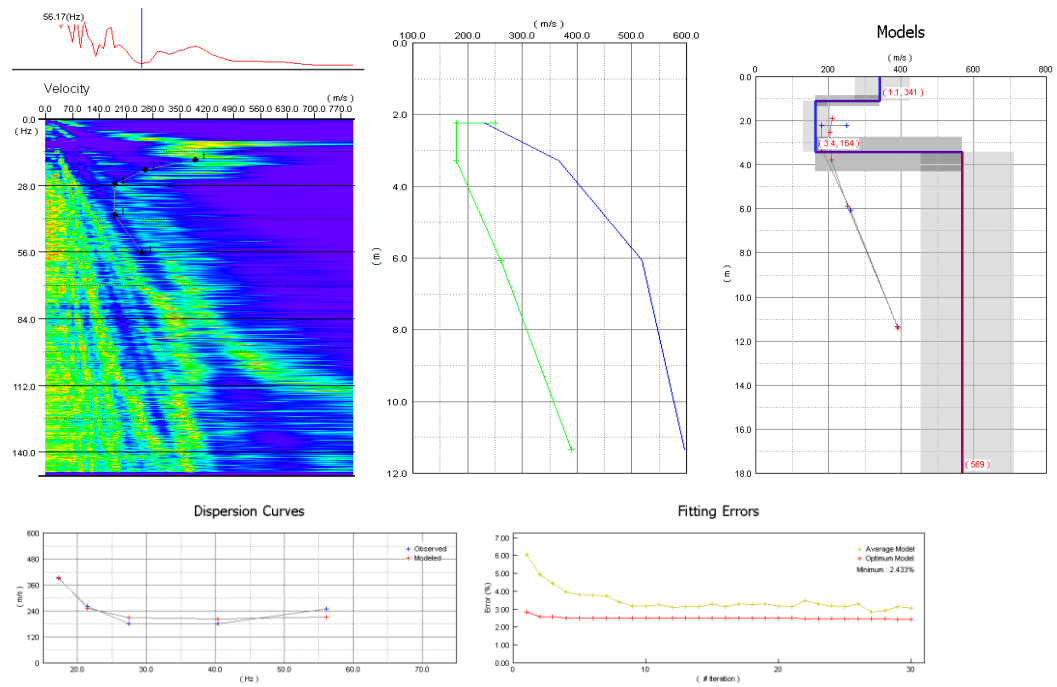 56.17(Hz)
Velocity
( m/s )
0.0 70.0 140.0 210.0 280.0 350.0 420.0 490.0 560.0 630.0 700.0 770.0
0.0
( Hz )
28.0
56.0
84.0
112.0
140.0
1
1
1
1
1
( m/s )
100.0 200.0 300.0 400.0 500.0 600.0
0.0
2.0
4.0
6.0
8.0
10.0
12.0
( m )
Models
( m/s )
0 200 400 600 800
0.0
2.0
4.0
6.0
8.0
10.0
12.0
14.0
16.0
18.0
( m )
( 1.1, 341)
( 3.4, 164)
( 569)
Dispersion Curves
600
480
360
240
120
0
( m/s )
20.0 30.0 40.0 50.0 60.0 70.0
( Hz )
Observed
Modeled
Fitting Errors
7.00
6.00
5.00
4.00
3.00
2.00
1.00
0.00
Error (%)
0 10 20 30
( # Iteration )
Average Model
Optimum Model
Minimum : 2.433%